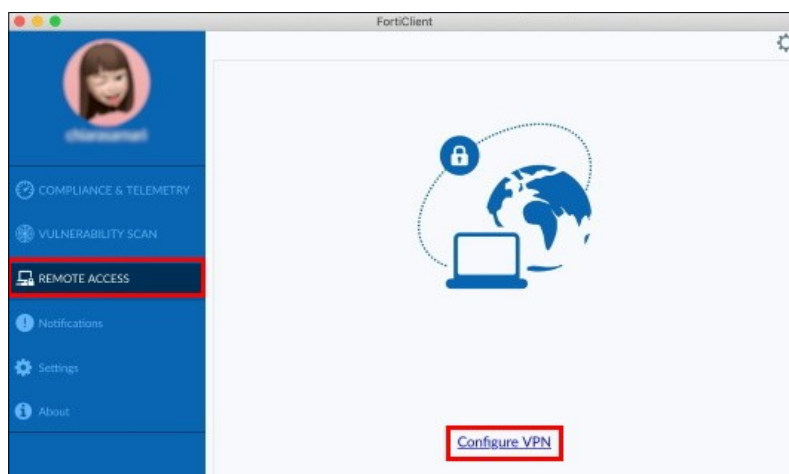 FortiClient
COMPLIANCE & TELEMETRY
VULNERABILITY SCAN
REMOTE ACCESS
Notifications
Settings
About
Configure VPN